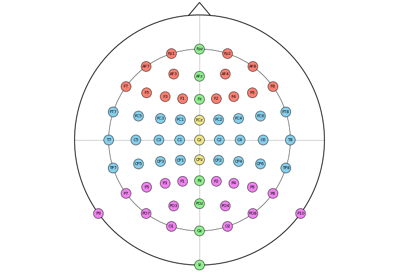 Fp1 Fpz Fp2
AF7 AF3 AFz AF4 AF8
F7 F5 F3 F1 Fz F2 F4 F6 F8
FT7 FC5 FC3 FC1 FCz FC2 FC4 FC6 FT8
T7 C5 C3 C1 Cz C2 C4 C6 T8
TP7 CP5 CP3 CP1 CPz CP2 CP4 CP6 TP8
P9 P7 P5 P3 P1 Pz P2 P4 P6 P8 P10
PO7 PO3 POz PO4 PO8
O1 Oz O2
Iz